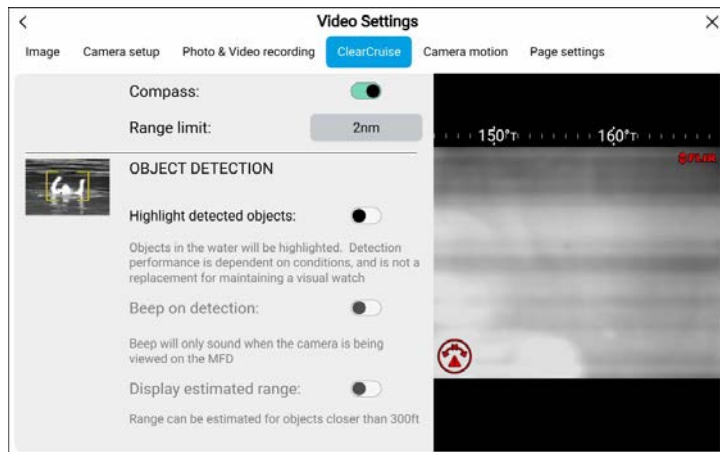 Video Settings
Image Camera setup Photo & Video recording ClearCruise Camera motion Page settings
Compass:
Range limit: 2nm
150°T 160°T
$FLIR
OBJECT DETECTION
Highlight detected objects:
Objects in the water will be highlighted. Detection
performance is dependent on conditions, and is not a
replacement for maintaining a visual watch
Beep on detection:
Beep will only sound when the camera is being
viewed on the MFD
Display estimated range:
Range can be estimated for objects closer than 300ft